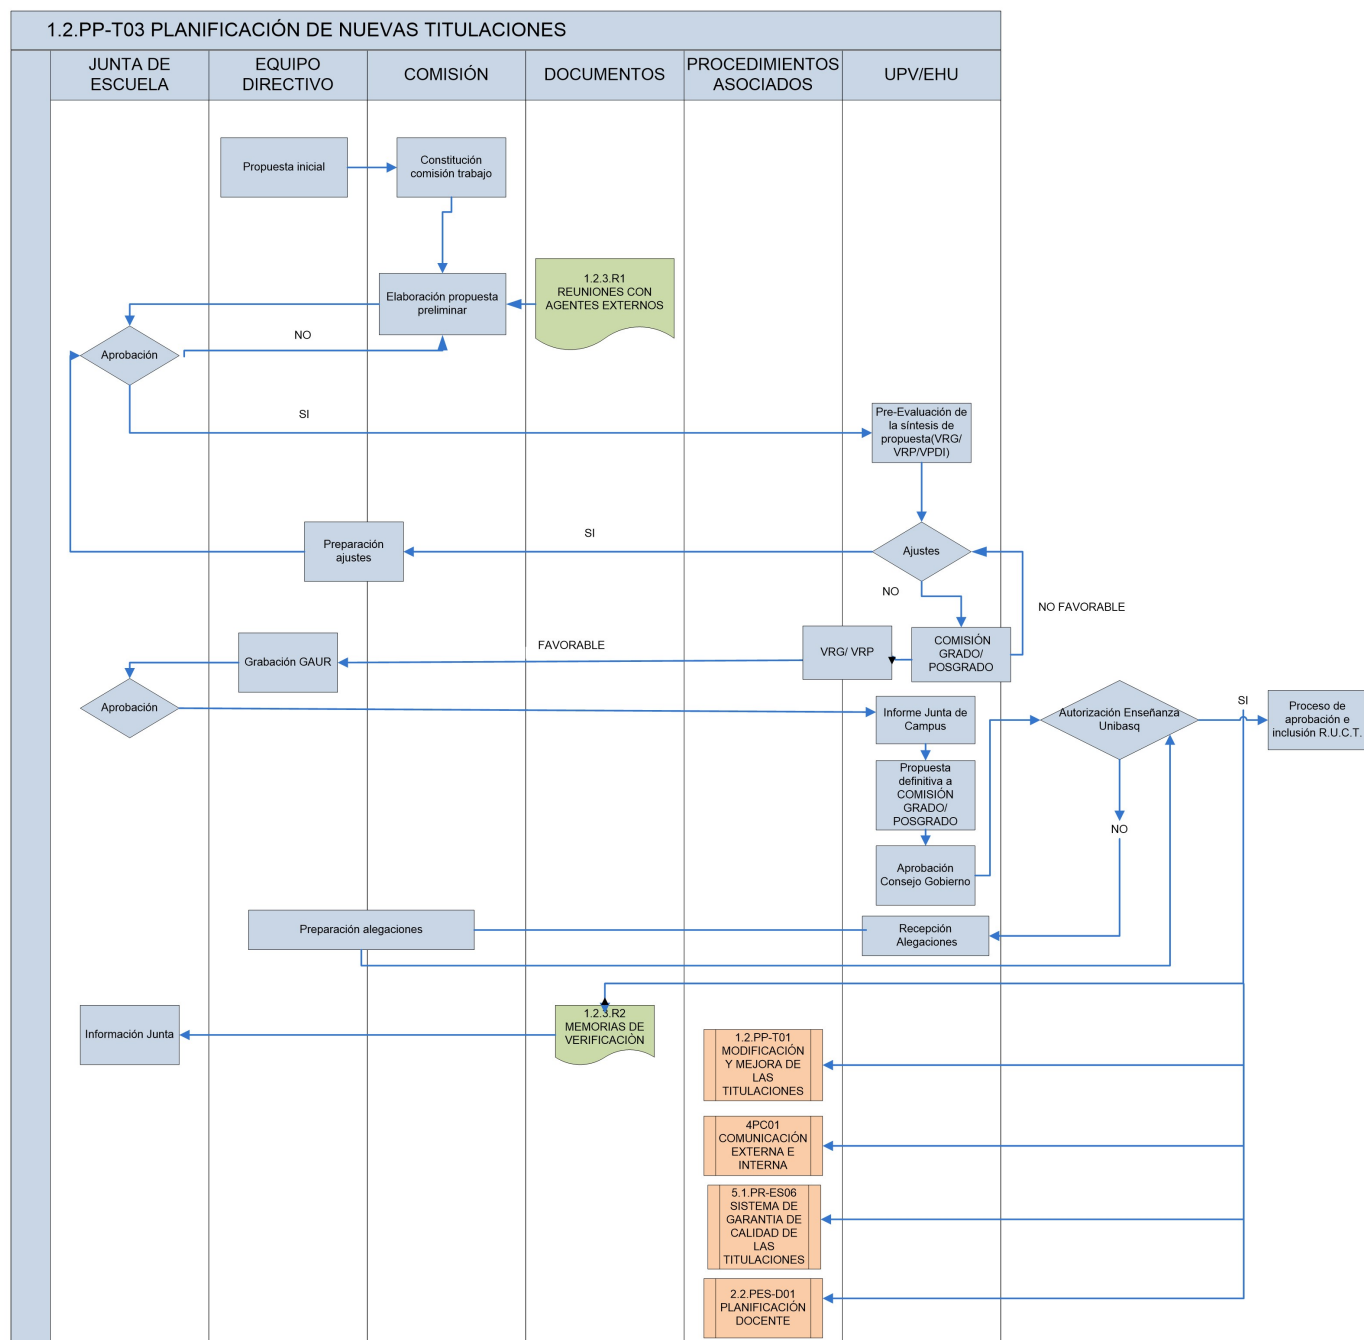 1.2.PP-T03 PLANIFICACIÓN DE NUEVAS TITULACIONES
JUNTA DE
ESCUELA
EQUIPO
DIRECTIVO
COMISIÓN
DOCUMENTOS
PROCEDIMIENTOS
ASOCIADOS
UPV/EHU
Propuesta inicial
Constitución
comisión trabajo
Elaboración propuesta
preliminar
1.2.3.R1
REUNIONES CON
AGENTES EXTERNOS
Aprobación
NO
SI
Pre-Evaluación de
la síntesis de
propuesta(VRG/
VRP/VPDI)
Preparación
ajustes
SI
Ajustes
NO
NO FAVORABLE
Grabación GAUR
FAVORABLE
VRG/ VRP
COMISIÓN
GRADO/
POSGRADO
Aprobación
Informe Junta de
Campus
Autorización Enseñanza
Unibasq
SI
Proceso de
aprobación e
inclusión R.U.C.T.
Propuesta
definitiva a
COMISIÓN
GRADO/
POSGRADO
NO
Aprobación
Consejo Gobierno
Preparación alegaciones
Recepción
Alegaciones
Información Junta
1.2.3.R2
MEMORIAS DE
VERIFICACIÒN
1.2.PP-T01
MODIFICACIÓN
Y MEJORA DE
LAS
TITULACIONES
4PC01
COMUNICACIÓN
EXTERNA E
INTERNA
5.1.PR-ES06
SISTEMA DE
GARANTIA DE
CALIDAD DE
LAS
TITULACIONES
2.2.PES-D01
PLANIFICACIÓN
DOCENTE